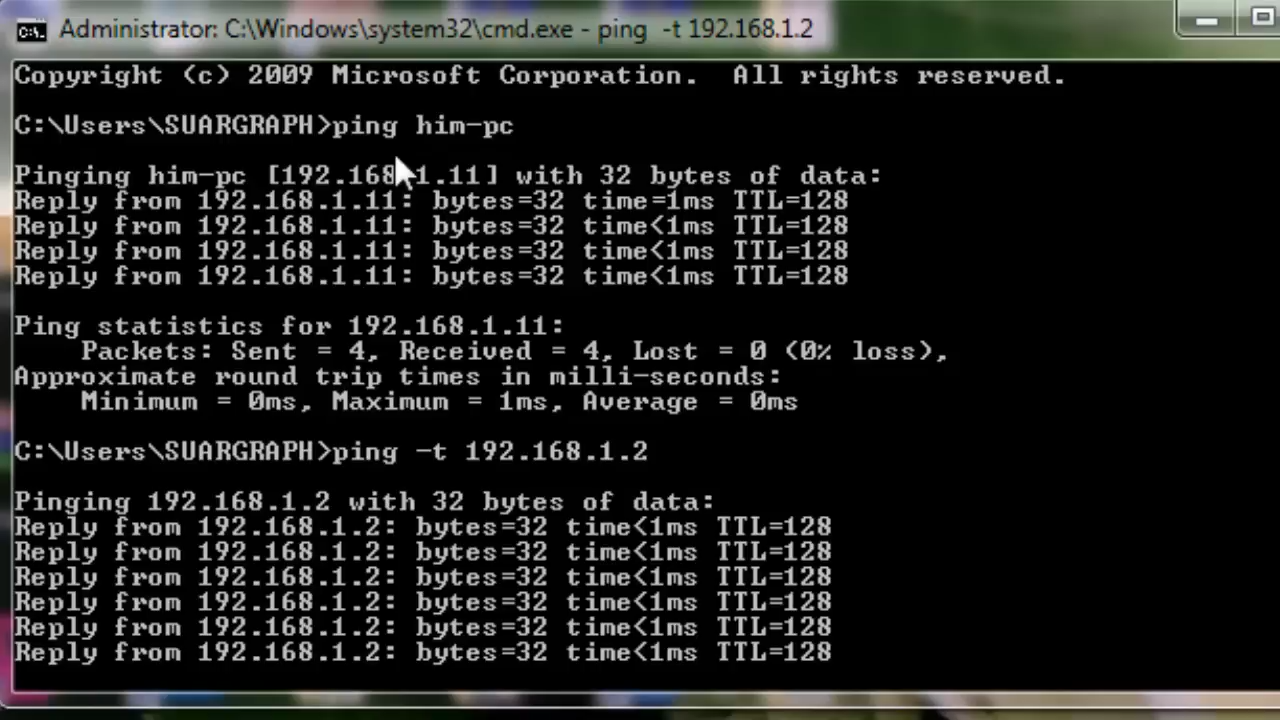 Administrator: C:\Windows\system32\cmd.exe - ping -t 192.168.1.2
Copyright (c) 2009 Microsoft Corporation.  All rights reserved.
C:\Users\SUARGRAPH>ping him-pc
Pinging him-pc [192.168.1.11] with 32 bytes of data:
Reply from 192.168.1.11: bytes=32 time=1ms TTL=128
Reply from 192.168.1.11: bytes=32 time<1ms TTL=128
Reply from 192.168.1.11: bytes=32 time<1ms TTL=128
Reply from 192.168.1.11: bytes=32 time<1ms TTL=128
Ping statistics for 192.168.1.11:
Packets: Sent = 4, Received = 4, Lost = 0 (0% loss),
Approximate round trip times in milli-seconds:
Minimum = 0ms, Maximum = 1ms, Average = 0ms
C:\Users\SUARGRAPH>ping -t 192.168.1.2
Pinging 192.168.1.2 with 32 bytes of data:
Reply from 192.168.1.2: bytes=32 time<1ms TTL=128
Reply from 192.168.1.2: bytes=32 time<1ms TTL=128
Reply from 192.168.1.2: bytes=32 time<1ms TTL=128
Reply from 192.168.1.2: bytes=32 time<1ms TTL=128
Reply from 192.168.1.2: bytes=32 time<1ms TTL=128
Reply from 192.168.1.2: bytes=32 time<1ms TTL=128